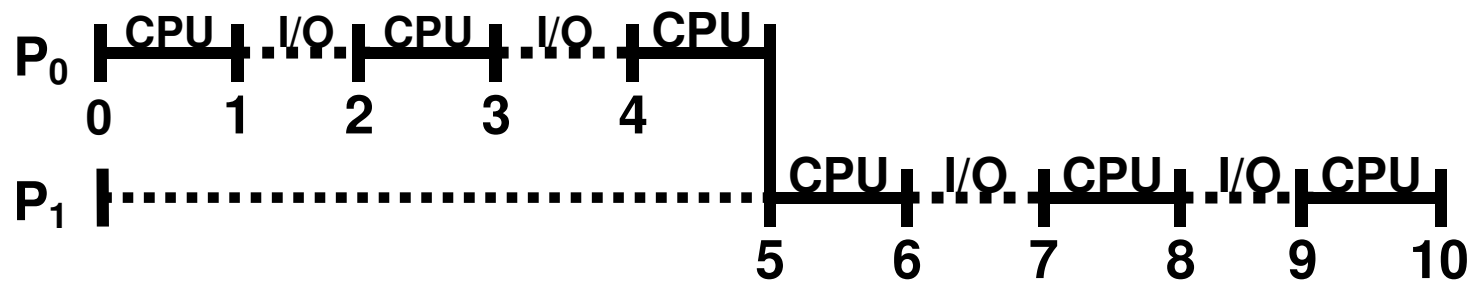 P0 CPU I/O CPU I/O CPU
0 1 2 3 4
P1 CPU I/O CPU I/O CPU
5 6 7 8 9 10